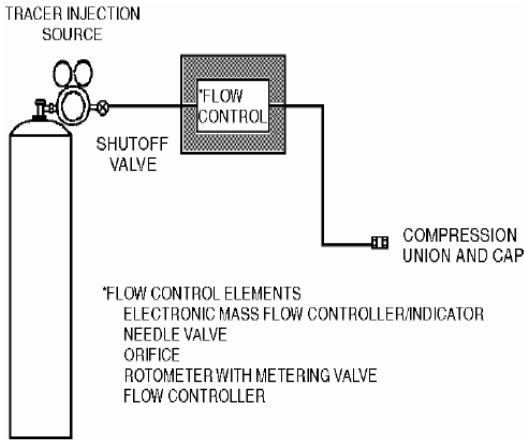 TRACER INJECTION
SOURCE
*FLOW
CONTROL
SHUTOFF
VALVE
COMPRESSION
UNION AND CAP
*FLOW CONTROL ELEMENTS
ELECTRONIC MASS FLOW CONTROLLER/INDICATOR
NEEDLE VALVE
ORIFICE
ROTOMETER WITH METERING VALVE
FLOW CONTROLLER